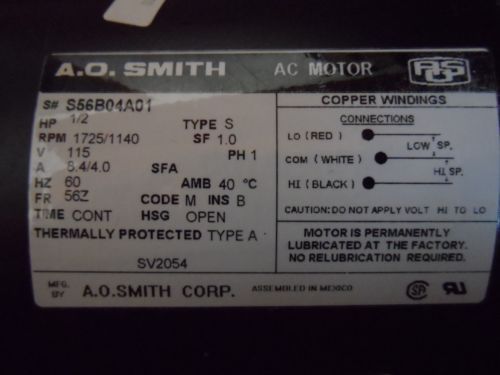 A.O. SMITH AC MOTOR ASO
S# S56B04A01
HP 1/2 TYPE S
RPM 1725/1140 SF 1.0
V 115 PH 1
A 8.4/4.0 SFA
HZ 60 AMB 40 °C
FR 56Z CODE M INS B
TIME CONT HSG OPEN
THERMALLY PROTECTED TYPE A
SV2054
COPPER WINDINGS
CONNECTIONS
LO (RED)
LOW SP.
COM (WHITE)
HI SP.
HI (BLACK)
CAUTION: DO NOT APPLY VOLT HI TO LO
MOTOR IS PERMANENTLY
LUBRICATED AT THE FACTORY.
NO RELUBRICATION REQUIRED.
MFG. BY A.O.SMITH CORP. ASSEMBLED IN MEXICO